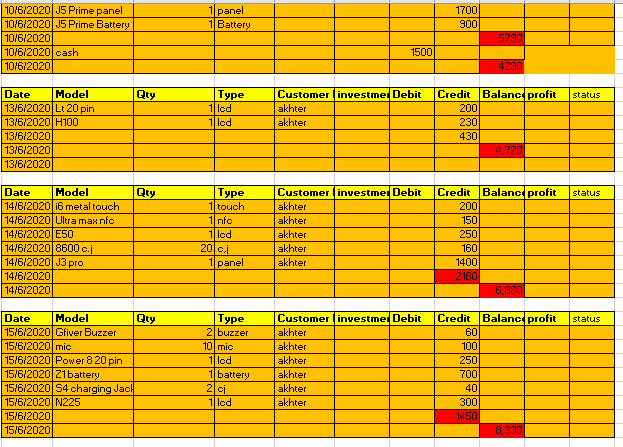 10/6/2020 J5 Prime panel 1 panel 1700
10/6/2020 J5 Prime Battery 1 Battery 900
10/6/2020 5790
10/6/2020 cash 1500
10/6/2020 4290
Date Model Qty Type Customer investmen Debit Credit Balance profit status
13/6/2020 Lt 20 pin 1 lcd akhter 200
13/6/2020 H100 1 lcd akhter 230
13/6/2020 430
13/6/2020 4,720
13/6/2020
Date Model Qty Type Customer investmen Debit Credit Balance profit status
14/6/2020 i6 metal touch 1 touch akhter 200
14/6/2020 Ultra max nfc 1 nfc akhter 150
14/6/2020 E50 1 lcd akhter 250
14/6/2020 8600 c.j 20 c.j akhter 160
14/6/2020 J3 pro 1 panel akhter 1400
14/6/2020 2160
14/6/2020 6,880
Date Model Qty Type Customer investmen Debit Credit Balance profit status
15/6/2020 Gfiver Buzzer 2 buzzer akhter 60
15/6/2020 mic 10 mic akhter 100
15/6/2020 Power 8 20 pin 1 lcd akhter 250
15/6/2020 Z1 battery 1 battery akhter 700
15/6/2020 S4 charging Jack 2 cj akhter 40
15/6/2020 N225 1 lcd akhter 300
15/6/2020 1450
15/6/2020 8,330